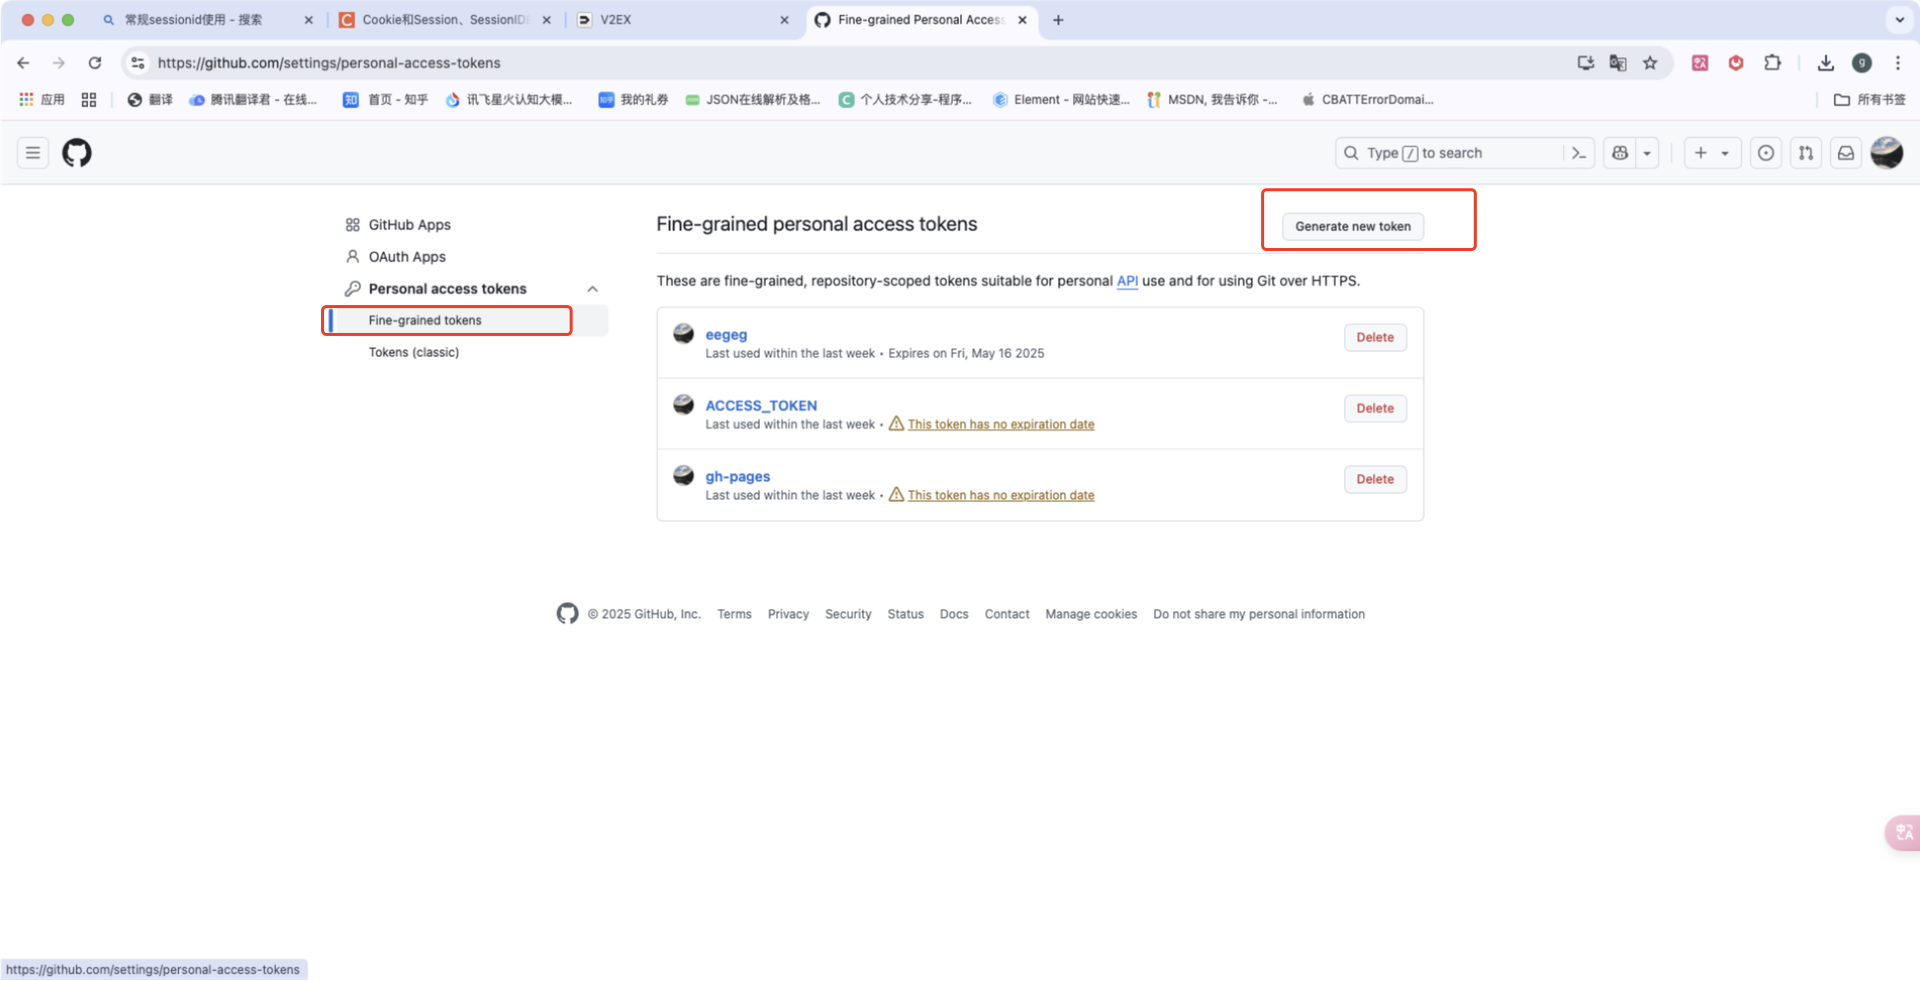 常规sessionid使用 - 搜索
Cookie和Session、SessionID
V2EX
Fine-grained Personal Access
https://github.com/settings/personal-access-tokens
应用
翻译
腾讯翻译君 - 在线...
知 首页 - 知乎
讯飞星火认知大模...
我的礼券
JSON在线解析及格...
个人技术分享-程序...
Element - 网站快速...
MSDN, 我告诉你 -...
CBATTErrorDomai...
所有书签
Type / to search
GitHub Apps
OAuth Apps
Personal access tokens
Fine-grained tokens
Tokens (classic)
Fine-grained personal access tokens
Generate new token
These are fine-grained, repository-scoped tokens suitable for personal API use and for using Git over HTTPS.
eegeg
Last used within the last week • Expires on Fri, May 16 2025
Delete
ACCESS_TOKEN
Last used within the last week • This token has no expiration date
Delete
gh-pages
Last used within the last week • This token has no expiration date
Delete
© 2025 GitHub, Inc. Terms Privacy Security Status Docs Contact Manage cookies Do not share my personal information
https://github.com/settings/personal-access-tokens